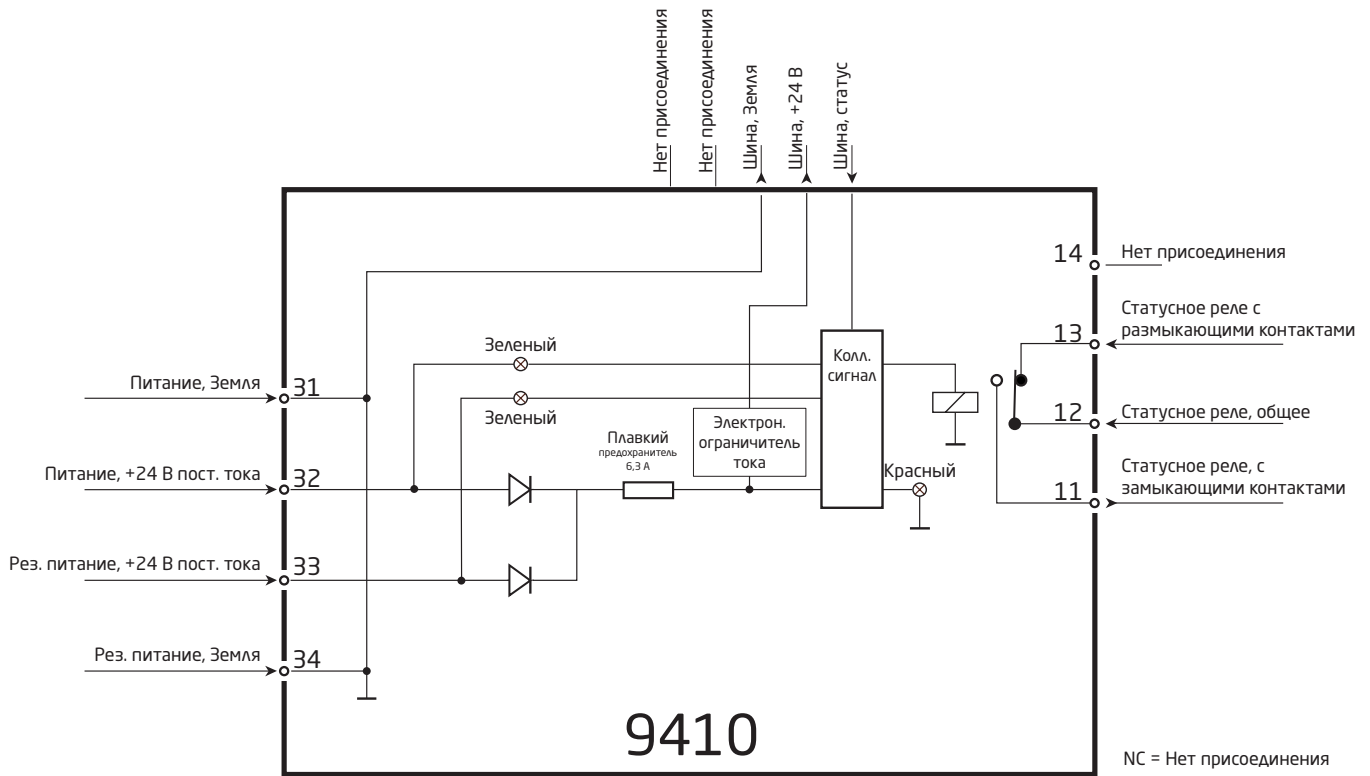 Нет присоединения
Нет присоединения
Шина, Земля
Шина, +24 В
Шина, статус
14
Нет присоединения
Статусное реле с
размыкающими контактами
13
Зеленый
Колл.
сигнал
Питание, Земля
31
Зеленый
12
Статусное реле, общее
Электрон.
ограничитель
тока
Плавкий
предохранитель
6,3 А
Питание, +24 В пост. тока
32
Красный
Статусное реле, с
замыкающими контактами
11
Рез. питание, +24 В пост. тока
33
Рез. питание, Земля
34
9410
NC = Нет присоединения